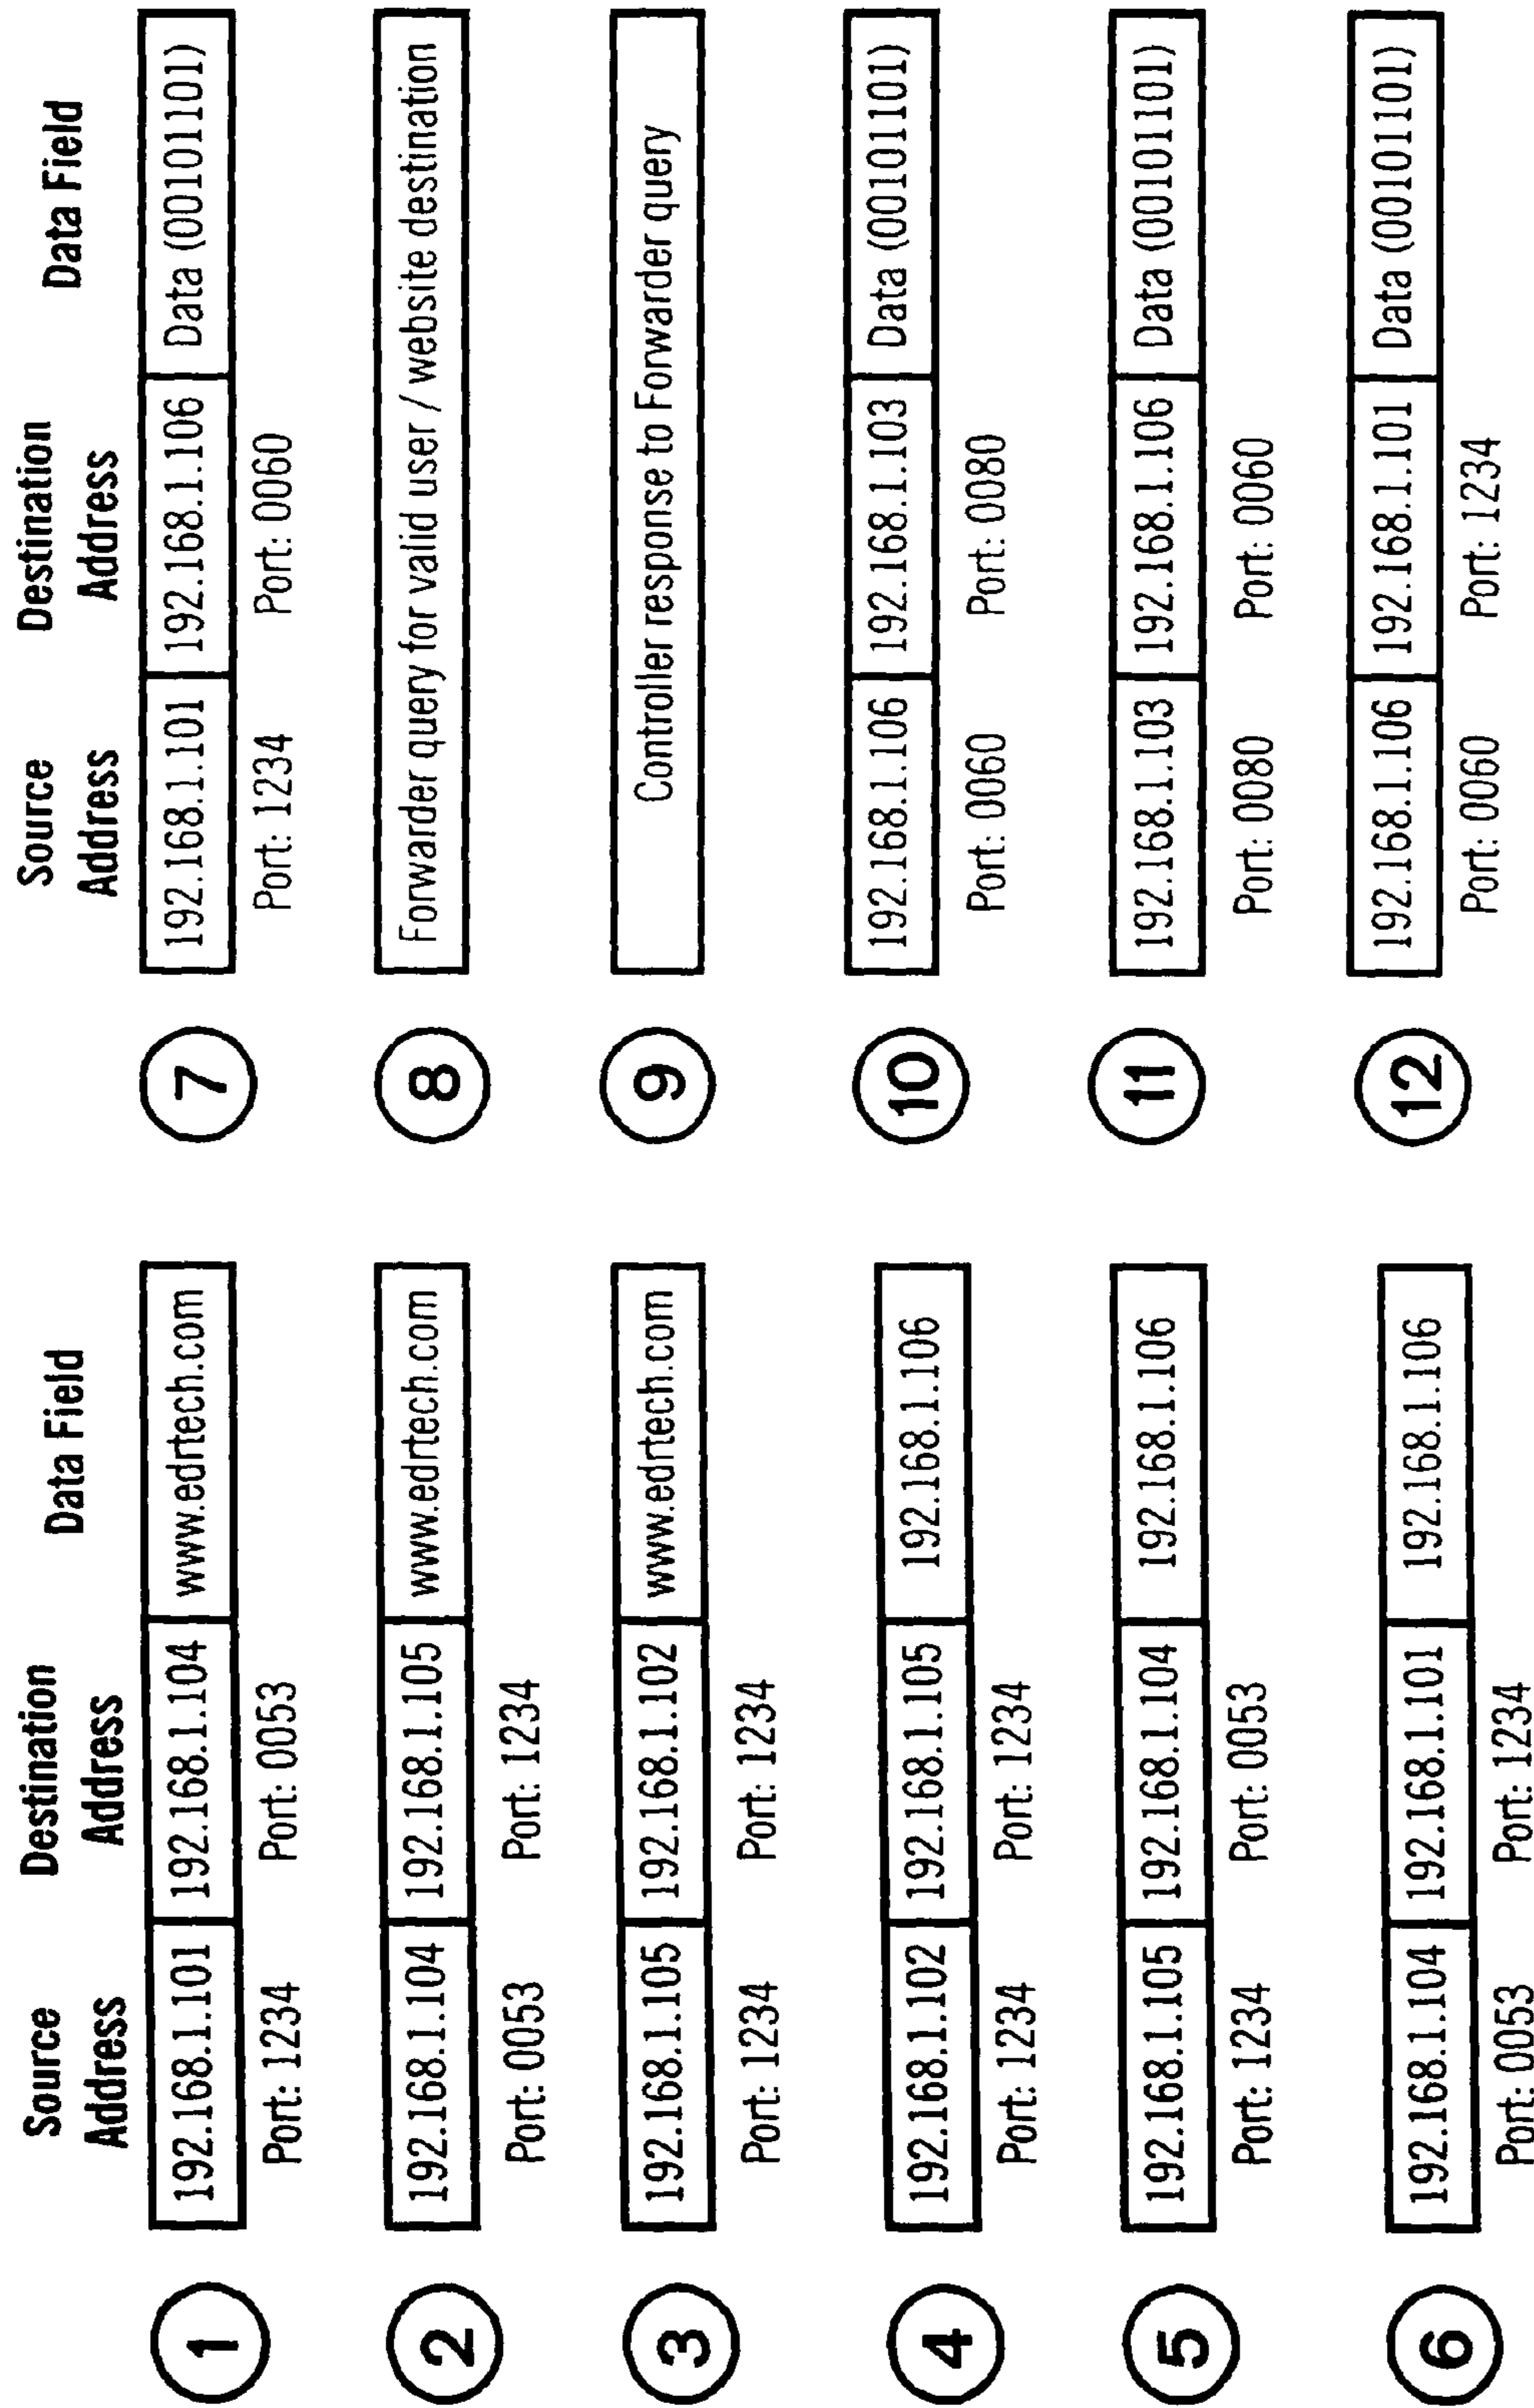 Source Address Destination Address Data Field
1 192.168.1.101 192.168.1.104 www.edrtech.com
Port: 1234 Port: 0053
2 192.168.1.104 192.168.1.105 www.edrtech.com
Port: 0053 Port: 1234
3 192.168.1.105 192.168.1.102 www.edrtech.com
Port: 1234 Port: 1234
4 192.168.1.102 192.168.1.105 192.168.1.106
Port: 1234 Port: 1234
5 192.168.1.105 192.168.1.104 192.168.1.106
Port: 1234 Port: 0053
6 192.168.1.104 192.168.1.101 192.168.1.106
Port: 0053 Port: 1234
Source Address Destination Address Data Field
7 192.168.1.101 192.168.1.106 Data (00101101)
Port: 1234 Port: 0060
8 Forwarder query for valid user / website destination
9 Controller response to Forwarder query
10 192.168.1.106 192.168.1.103 Data (00101101)
Port: 0060 Port: 0080
11 192.168.1.103 192.168.1.106 Data (00101101)
Port: 0080 Port: 0060
12 192.168.1.106 192.168.1.101 Data (00101101)
Port: 0060 Port: 1234